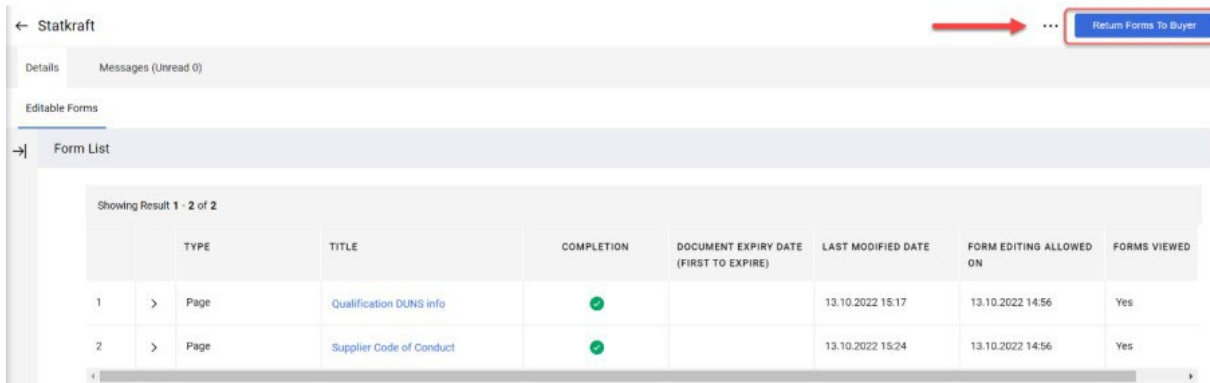 ← Statkraft
... Return Forms To Buyer
Details Messages (Unread 0)
Editable Forms
Form List
Showing Result 1 - 2 of 2
TYPE TITLE COMPLETION DOCUMENT EXPIRY DATE (FIRST TO EXPIRE) LAST MODIFIED DATE FORM EDITING ALLOWED ON FORMS VIEWED
1 > Page Qualification DUNS info 13.10.2022 15:17 13.10.2022 14:56 Yes
2 > Page Supplier Code of Conduct 13.10.2022 15:24 13.10.2022 14:56 Yes